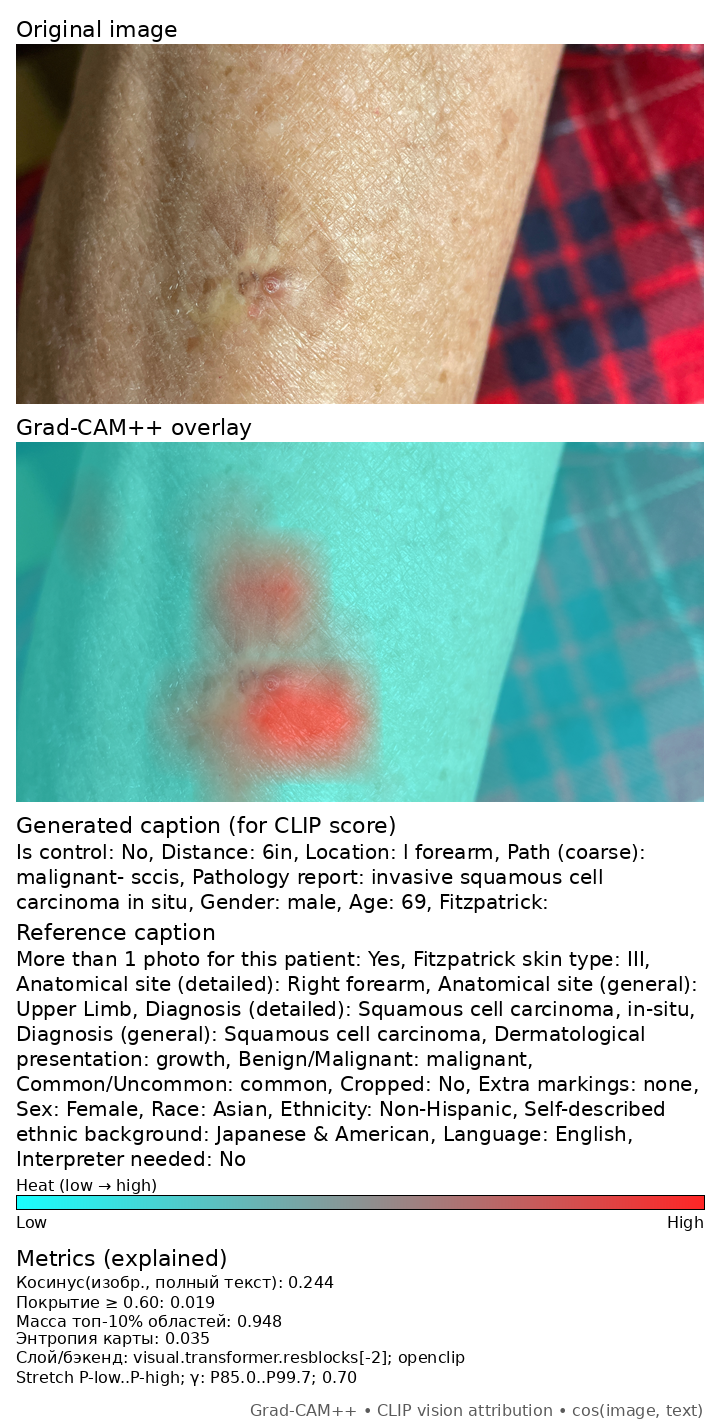 Original image
Grad-CAM++ overlay
Generated caption (for CLIP score)
Is control: No, Distance: 6in, Location: l forearm, Path (coarse):
malignant- sccis, Pathology report: invasive squamous cell
carcinoma in situ, Gender: male, Age: 69, Fitzpatrick:
Reference caption
More than 1 photo for this patient: Yes, Fitzpatrick skin type: III,
Anatomical site (detailed): Right forearm, Anatomical site (general):
Upper Limb, Diagnosis (detailed): Squamous cell carcinoma, in-situ,
Diagnosis (general): Squamous cell carcinoma, Dermatological
presentation: growth, Benign/Malignant: malignant,
Common/Uncommon: common, Cropped: No, Extra markings: none,
Sex: Female, Race: Asian, Ethnicity: Non-Hispanic, Self-described
ethnic background: Japanese & American, Language: English,
Interpreter needed: No
Heat (low → high)
Low High
Metrics (explained)
Косинус(изобр., полный текст): 0.244
Покрытие ≥ 0.60: 0.019
Масса топ-10% областей: 0.948
Энтропия карты: 0.035
Слой/бэкенд: visual.transformer.resblocks[-2]; openclip
Stretch P-low..P-high; γ: P85.0..P99.7; 0.70
Grad-CAM++ • CLIP vision attribution • cos(image, text)